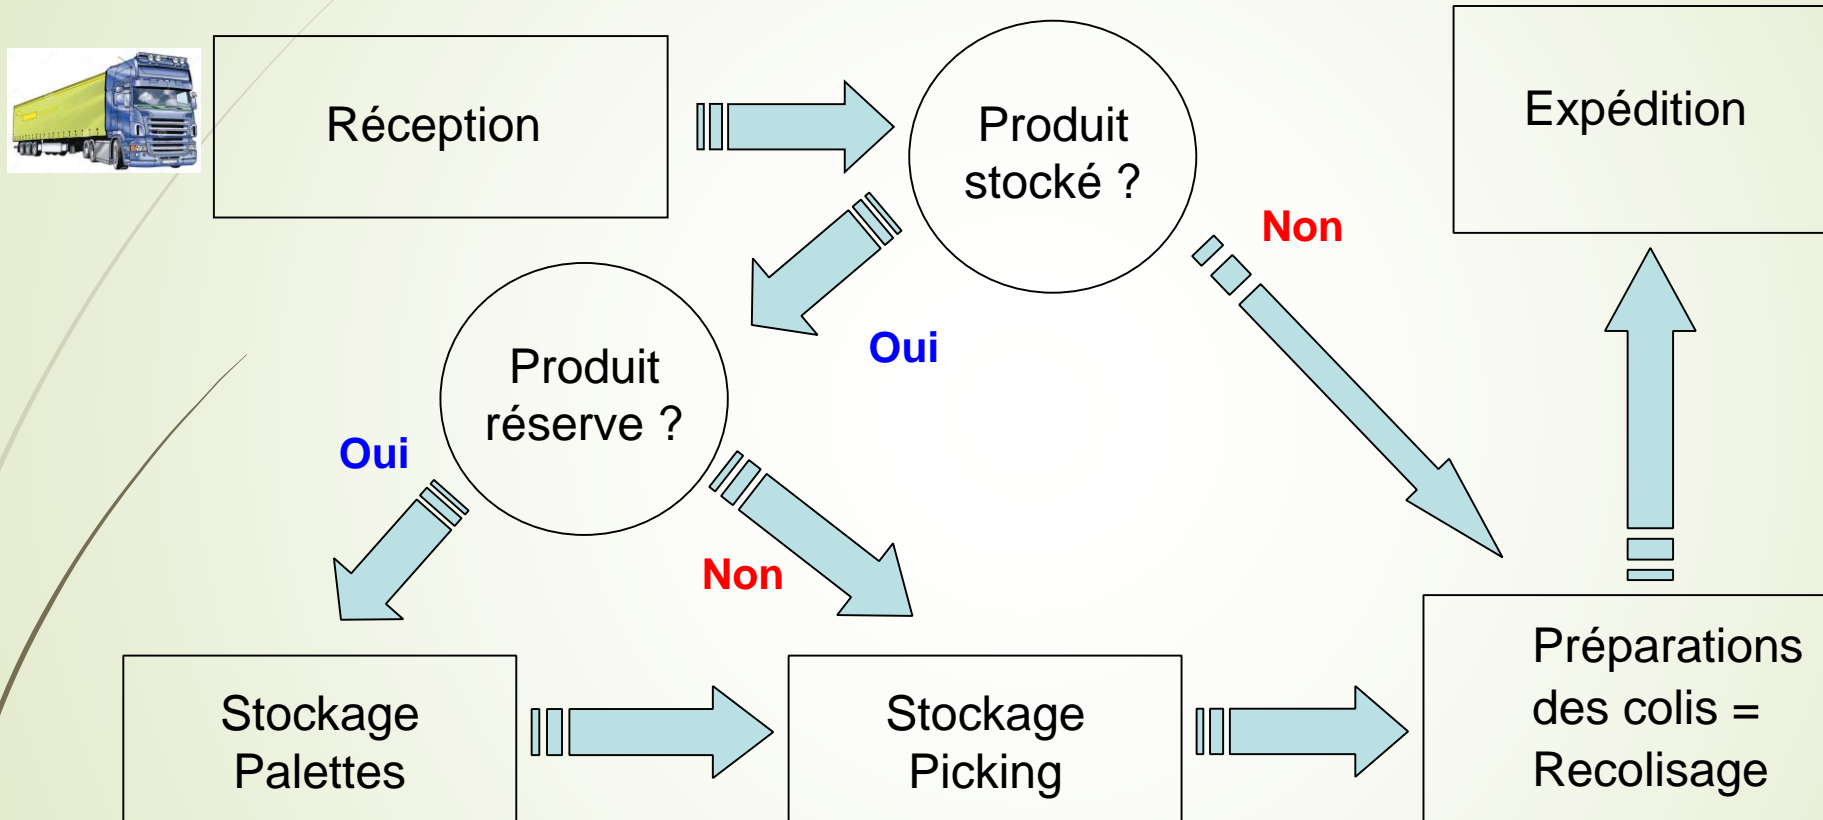 Réception
Produit
stocké ?
Expédition
Non
Oui
Produit
réserve ?
Oui
Non
Stockage
Palettes
Stockage
Picking
Préparations
des colis =
Recolisage